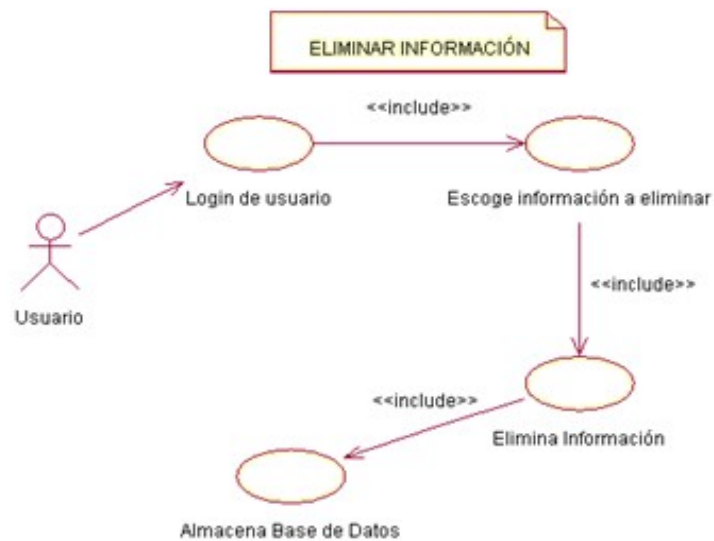 ELIMINAR INFORMACIÓN
<<include>>
Login de usuario
Escoge información a eliminar
<<include>>
Usuario
<<include>>
Elimina Información
Almacena Base de Datos